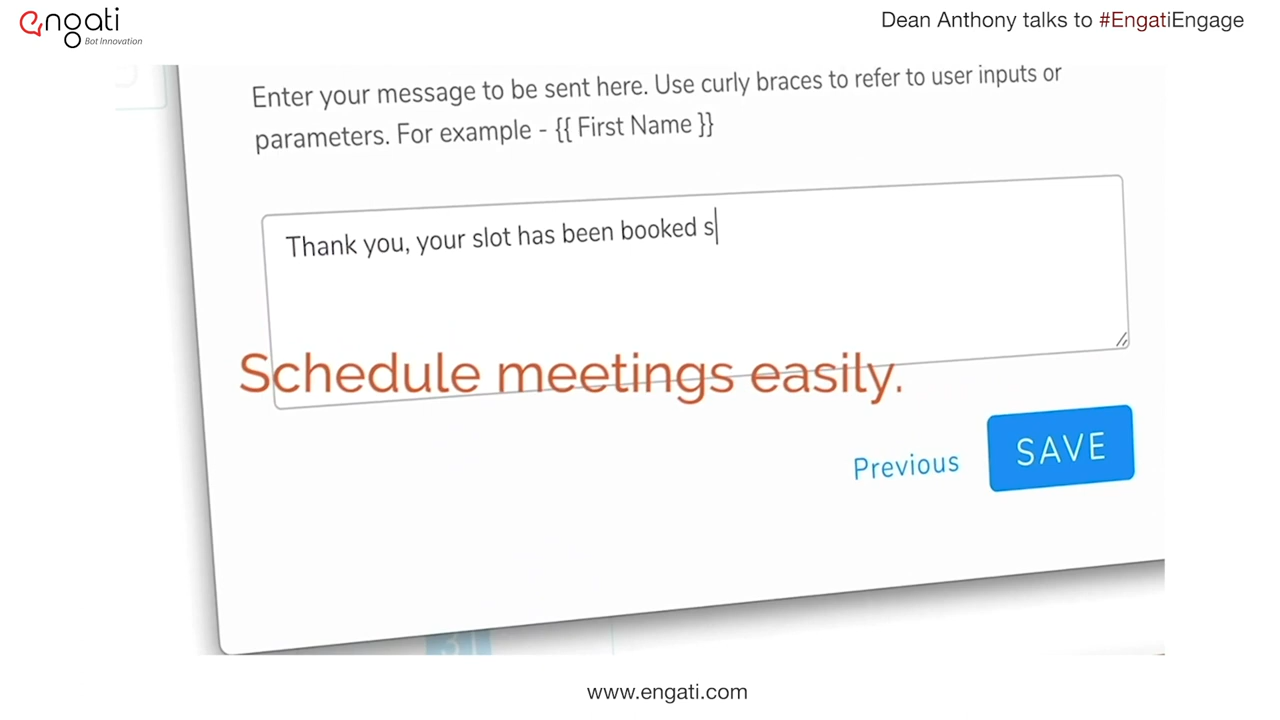 engati
Bot Innovation
Dean Anthony talks to #EngatiEngage
Enter your message to be sent here. Use curly braces to refer to user inputs or
parameters. For example - {{ First Name }}
Thank you, your slot has been booked s
Schedule meetings easily.
Previous
SAVE
www.engati.com